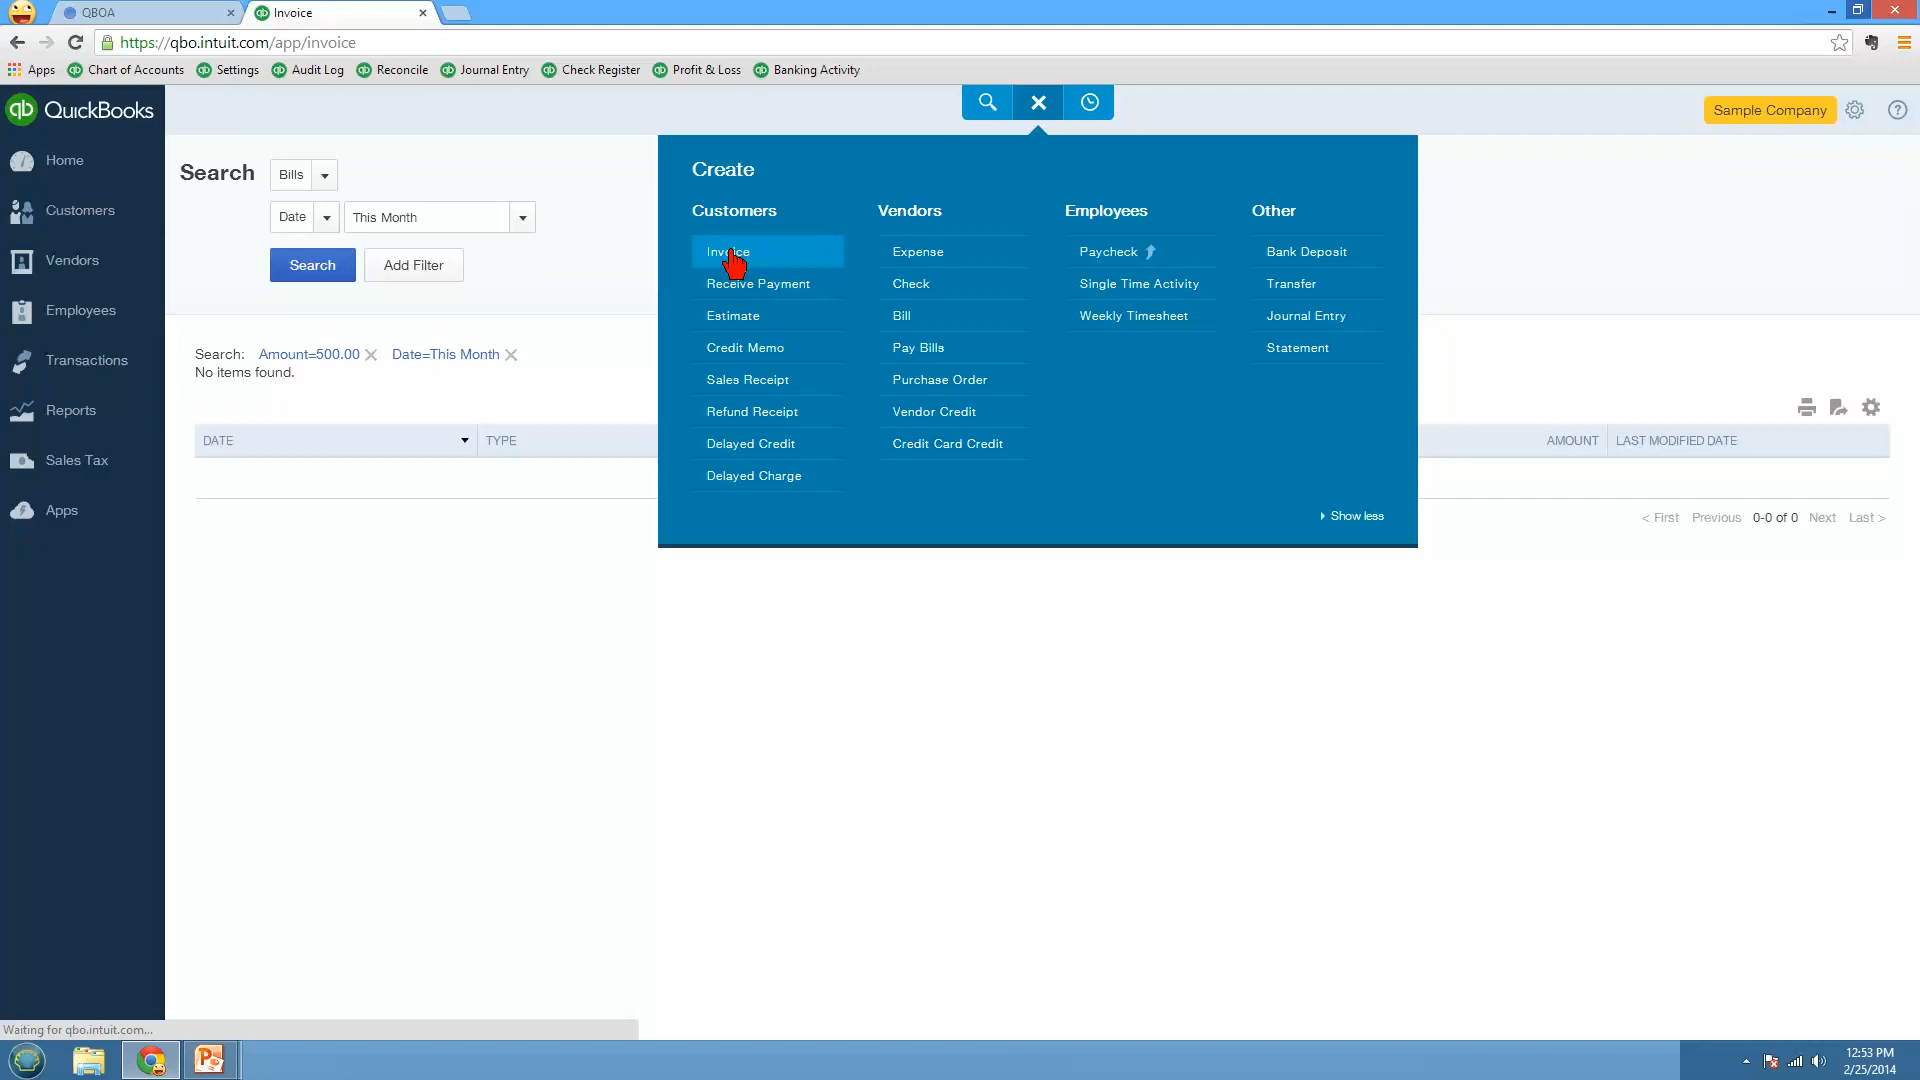 QBOA
Invoice
https://qbo.intuit.com/app/invoice
Apps Chart of Accounts Settings Audit Log Reconcile Journal Entry Check Register Profit & Loss Banking Activity
qb QuickBooks
Sample Company
Home
Customers
Vendors
Employees
Transactions
Reports
Sales Tax
Apps
Search Bills
Date This Month
Search Add Filter
Search: Amount=500.00 Date=This Month
No items found.
DATE TYPE AMOUNT LAST MODIFIED DATE
< First Previous 0-0 of 0 Next Last >
Create
Customers
Invoice
Receive Payment
Estimate
Credit Memo
Sales Receipt
Refund Receipt
Delayed Credit
Delayed Charge
Vendors
Expense
Check
Bill
Pay Bills
Purchase Order
Vendor Credit
Credit Card Credit
Employees
Paycheck
Single Time Activity
Weekly Timesheet
Other
Bank Deposit
Transfer
Journal Entry
Statement
Show less
Waiting for qbo.intuit.com...
12:53 PM
2/25/2014